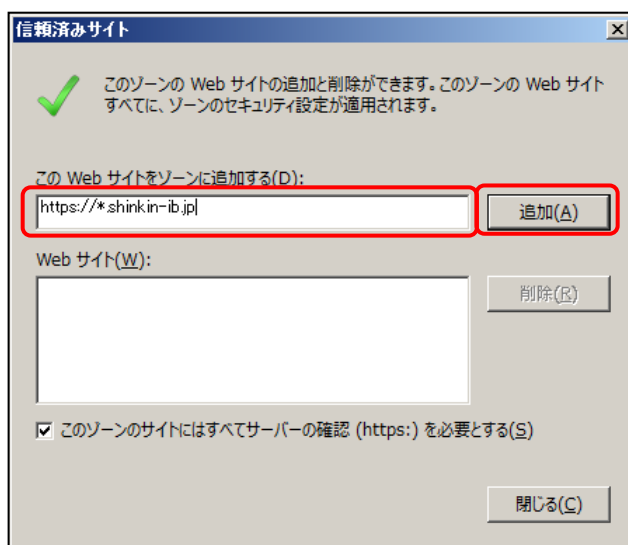 信頼済みサイト
このゾーンの Web サイトの追加と削除ができます。このゾーンの Web サイト
すべてに、ゾーンのセキュリティ設定が適用されます。
この Web サイトをゾーンに追加する(D):
https://*.shinkin-ib.jp
追加(A)
Web サイト(W):
削除(R)
このゾーンのサイトにはすべてサーバーの確認 (https:) を必要とする(S)
閉じる(C)